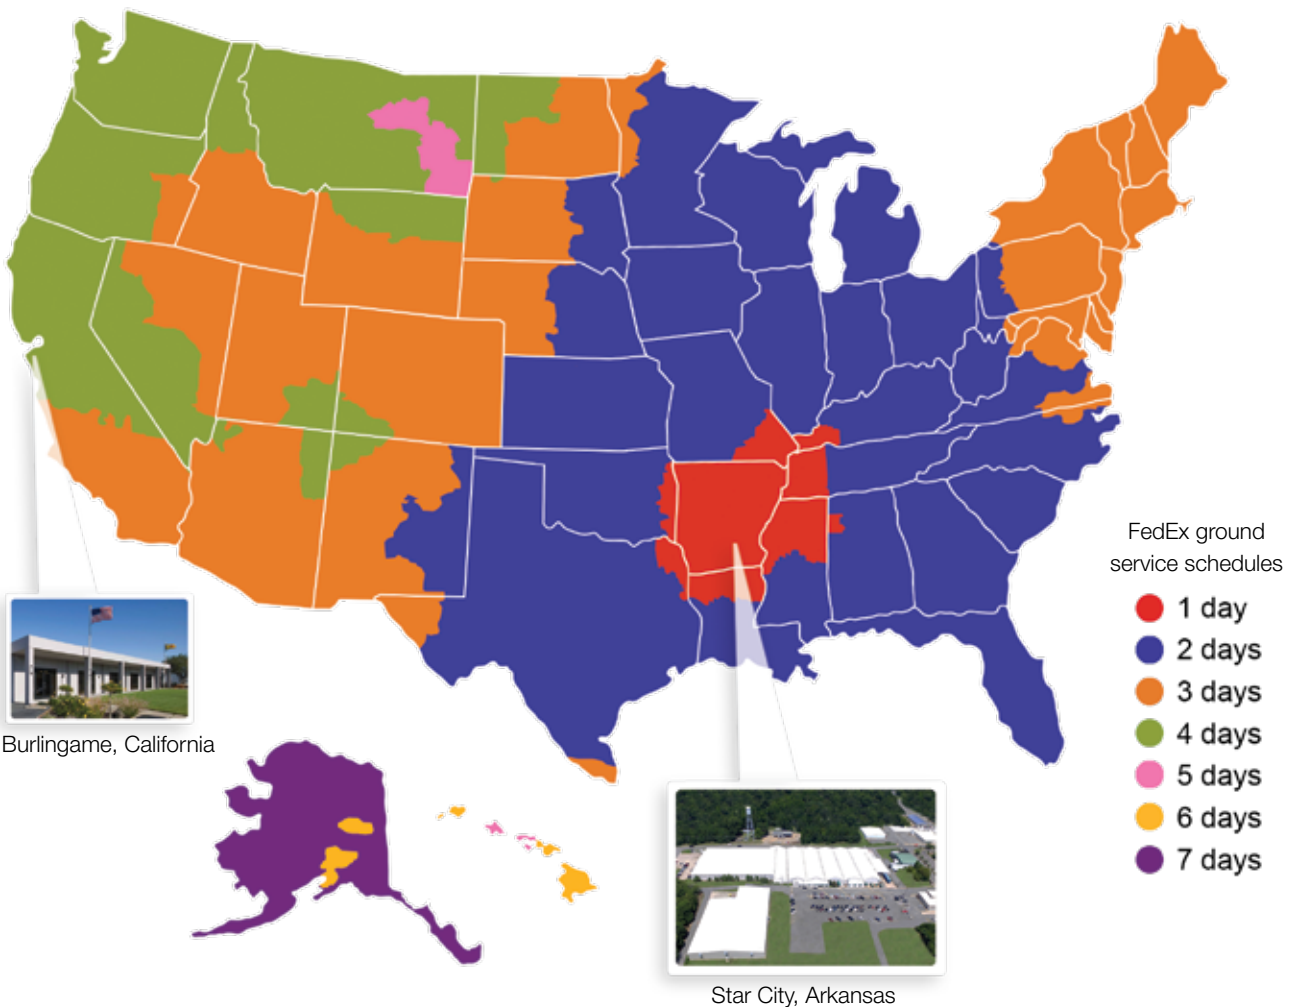 FedEx ground
service schedules
1 day
2 days
3 days
4 days
5 days
6 days
7 days
Burlingame, California
Star City, Arkansas